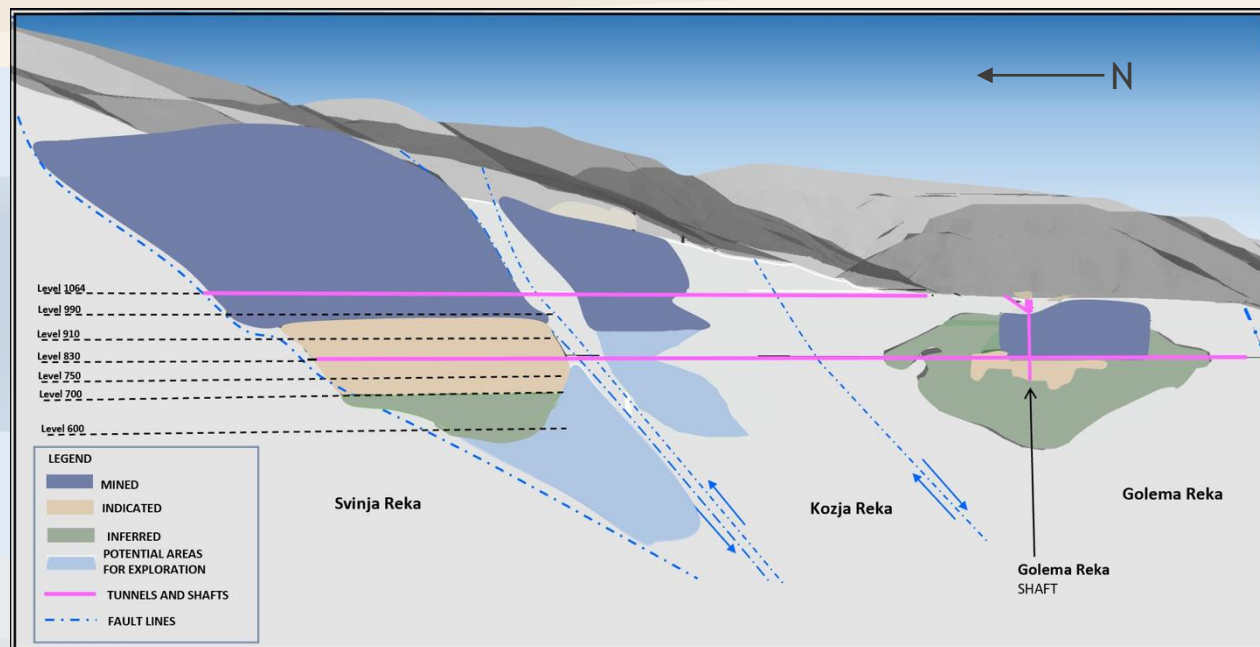 N
Level 1064
Level 990
Level 910
Level 830
Level 750
Level 700
Level 600
LEGEND
MINED
INDICATED
INFERRED
POTENTIAL AREAS
FOR EXPLORATION
TUNNELS AND SHAFTS
FAULT LINES
Svinja Reka
Kozja Reka
Golema Reka
Golema Reka
SHAFT